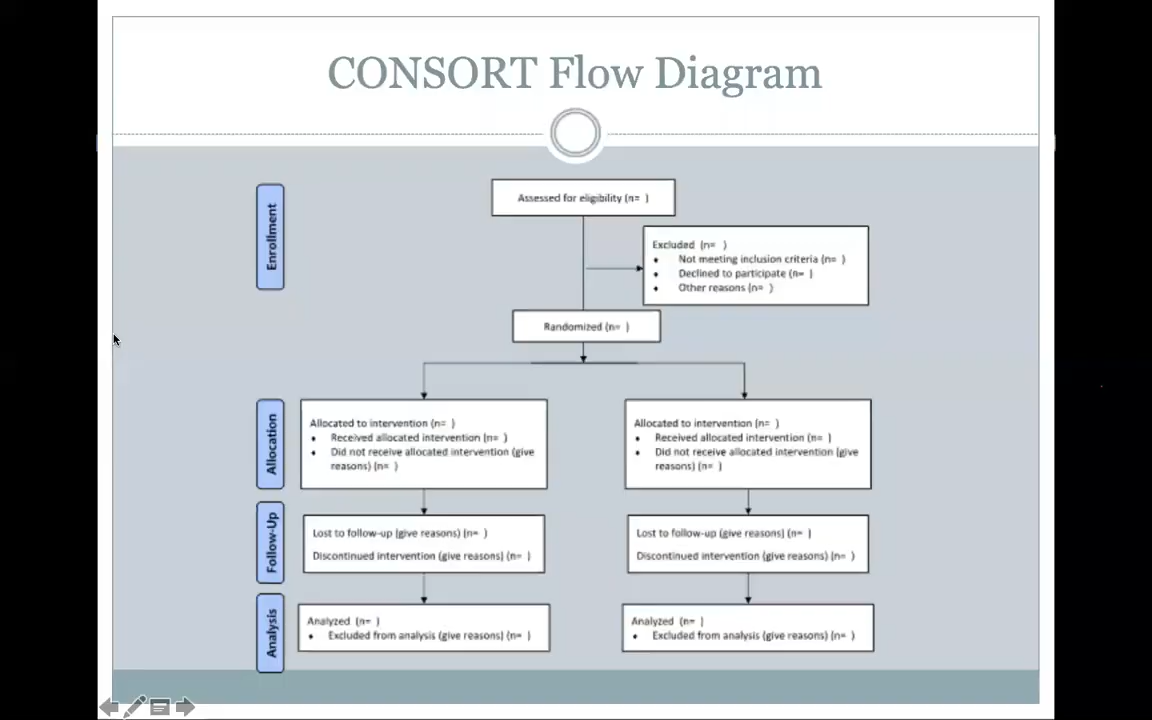 CONSORT Flow Diagram
Enrollment
Assessed for eligibility (n=  )
Excluded  (n=  )
•  Not meeting inclusion criteria (n=  )
•  Declined to participate (n=  )
•  Other reasons (n=  )
Randomized (n=  )
Allocation
Allocated to intervention (n=  )
•  Received allocated intervention (n=  )
•  Did not receive allocated intervention (give
reasons) (n=  )
Allocated to intervention (n=  )
•  Received allocated intervention (n=  )
•  Did not receive allocated intervention (give
reasons) (n=  )
Follow-Up
Lost to follow-up (give reasons) (n=  )
Discontinued intervention (give reasons) (n=  )
Lost to follow-up (give reasons) (n=  )
Discontinued intervention (give reasons) (n=  )
Analysis
Analyzed  (n=  )
•  Excluded from analysis (give reasons) (n=  )
Analyzed  (n=  )
•  Excluded from analysis (give reasons) (n=  )